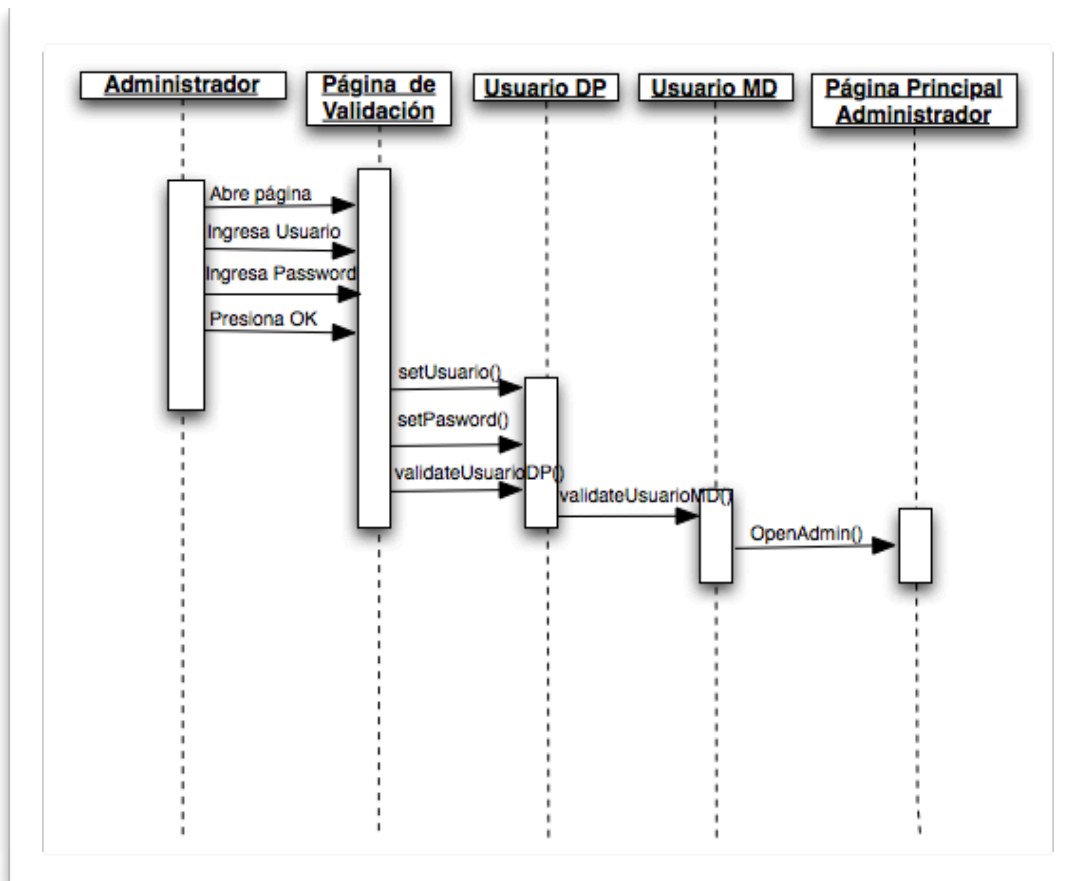 Administrador
Página de
Validación
Usuario DP
Usuario MD
Página Principal
Administrador
Abre página
Ingresa Usuario
Ingresa Password
Presiona OK
setUsuario()
setPasword()
validateUsuarioDP()
validateUsuarioMD()
OpenAdmin()